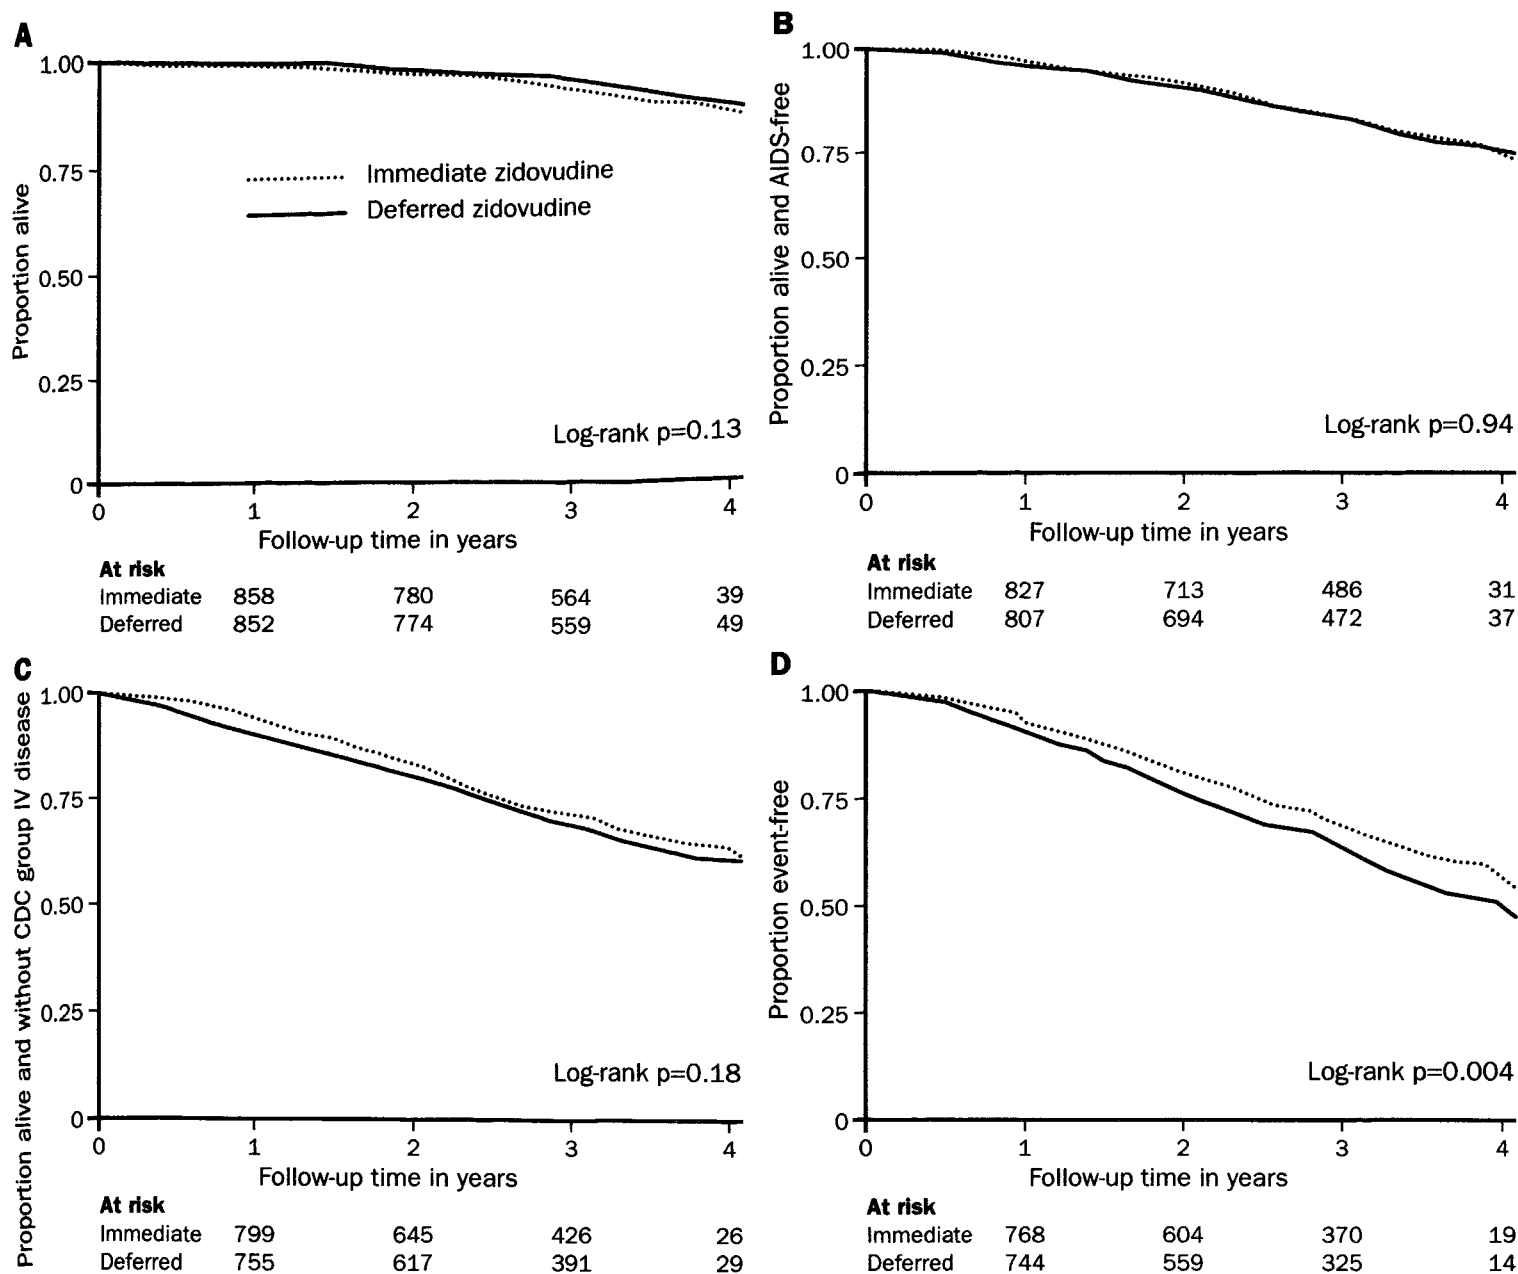 A
Proportion alive
1.00
0.75
0.50
0.25
0
Immediate zidovudine
Deferred zidovudine
Log-rank p=0.13
0 1 2 3 4
Follow-up time in years
At risk
Immediate 858 780 564 39
Deferred 852 774 559 49
B
Proportion alive and AIDS-free
1.00
0.75
0.50
0.25
0
Log-rank p=0.94
0 1 2 3 4
Follow-up time in years
At risk
Immediate 827 713 486 31
Deferred 807 694 472 37
C
Proportion alive and without CDC group IV disease
1.00
0.75
0.50
0.25
0
Log-rank p=0.18
0 1 2 3 4
Follow-up time in years
At risk
Immediate 799 645 426 26
Deferred 755 617 391 29
D
Proportion event-free
1.00
0.75
0.50
0.25
0
Log-rank p=0.004
0 1 2 3 4
Follow-up time in years
At risk
Immediate 768 604 370 19
Deferred 744 559 325 14